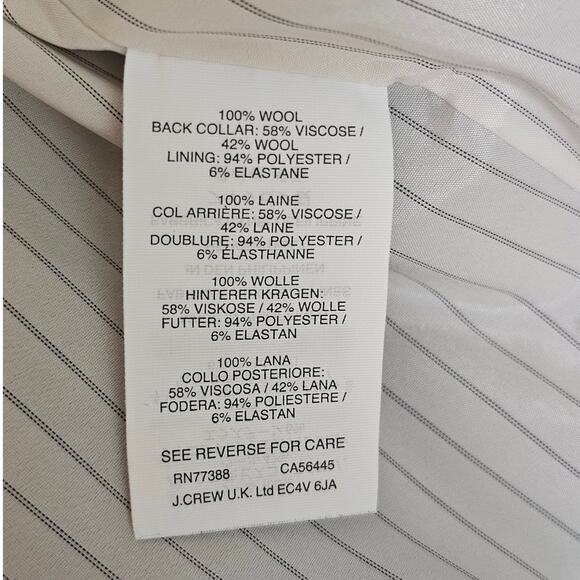 100% WOOL
BACK COLLAR: 58% VISCOSE /
42% WOOL
LINING: 94% POLYESTER /
6% ELASTANE
100% LAINE
COL ARRIÈRE: 58% VISCOSE /
42% LAINE
DOUBLURE: 94% POLYESTER /
6% ÉLASTHANNE
100% WOLLE
HINTERER KRAGEN:
58% VISKOSE / 42% WOLLE
FUTTER: 94% POLYESTER /
6% ELASTAN
100% LANA
COLLO POSTERIORE:
58% VISCOSA / 42% LANA
FODERA: 94% POLIESTERE /
6% ELASTAN
SEE REVERSE FOR CARE
RN77388 CA56445
J.CREW U.K. Ltd EC4V 6JA